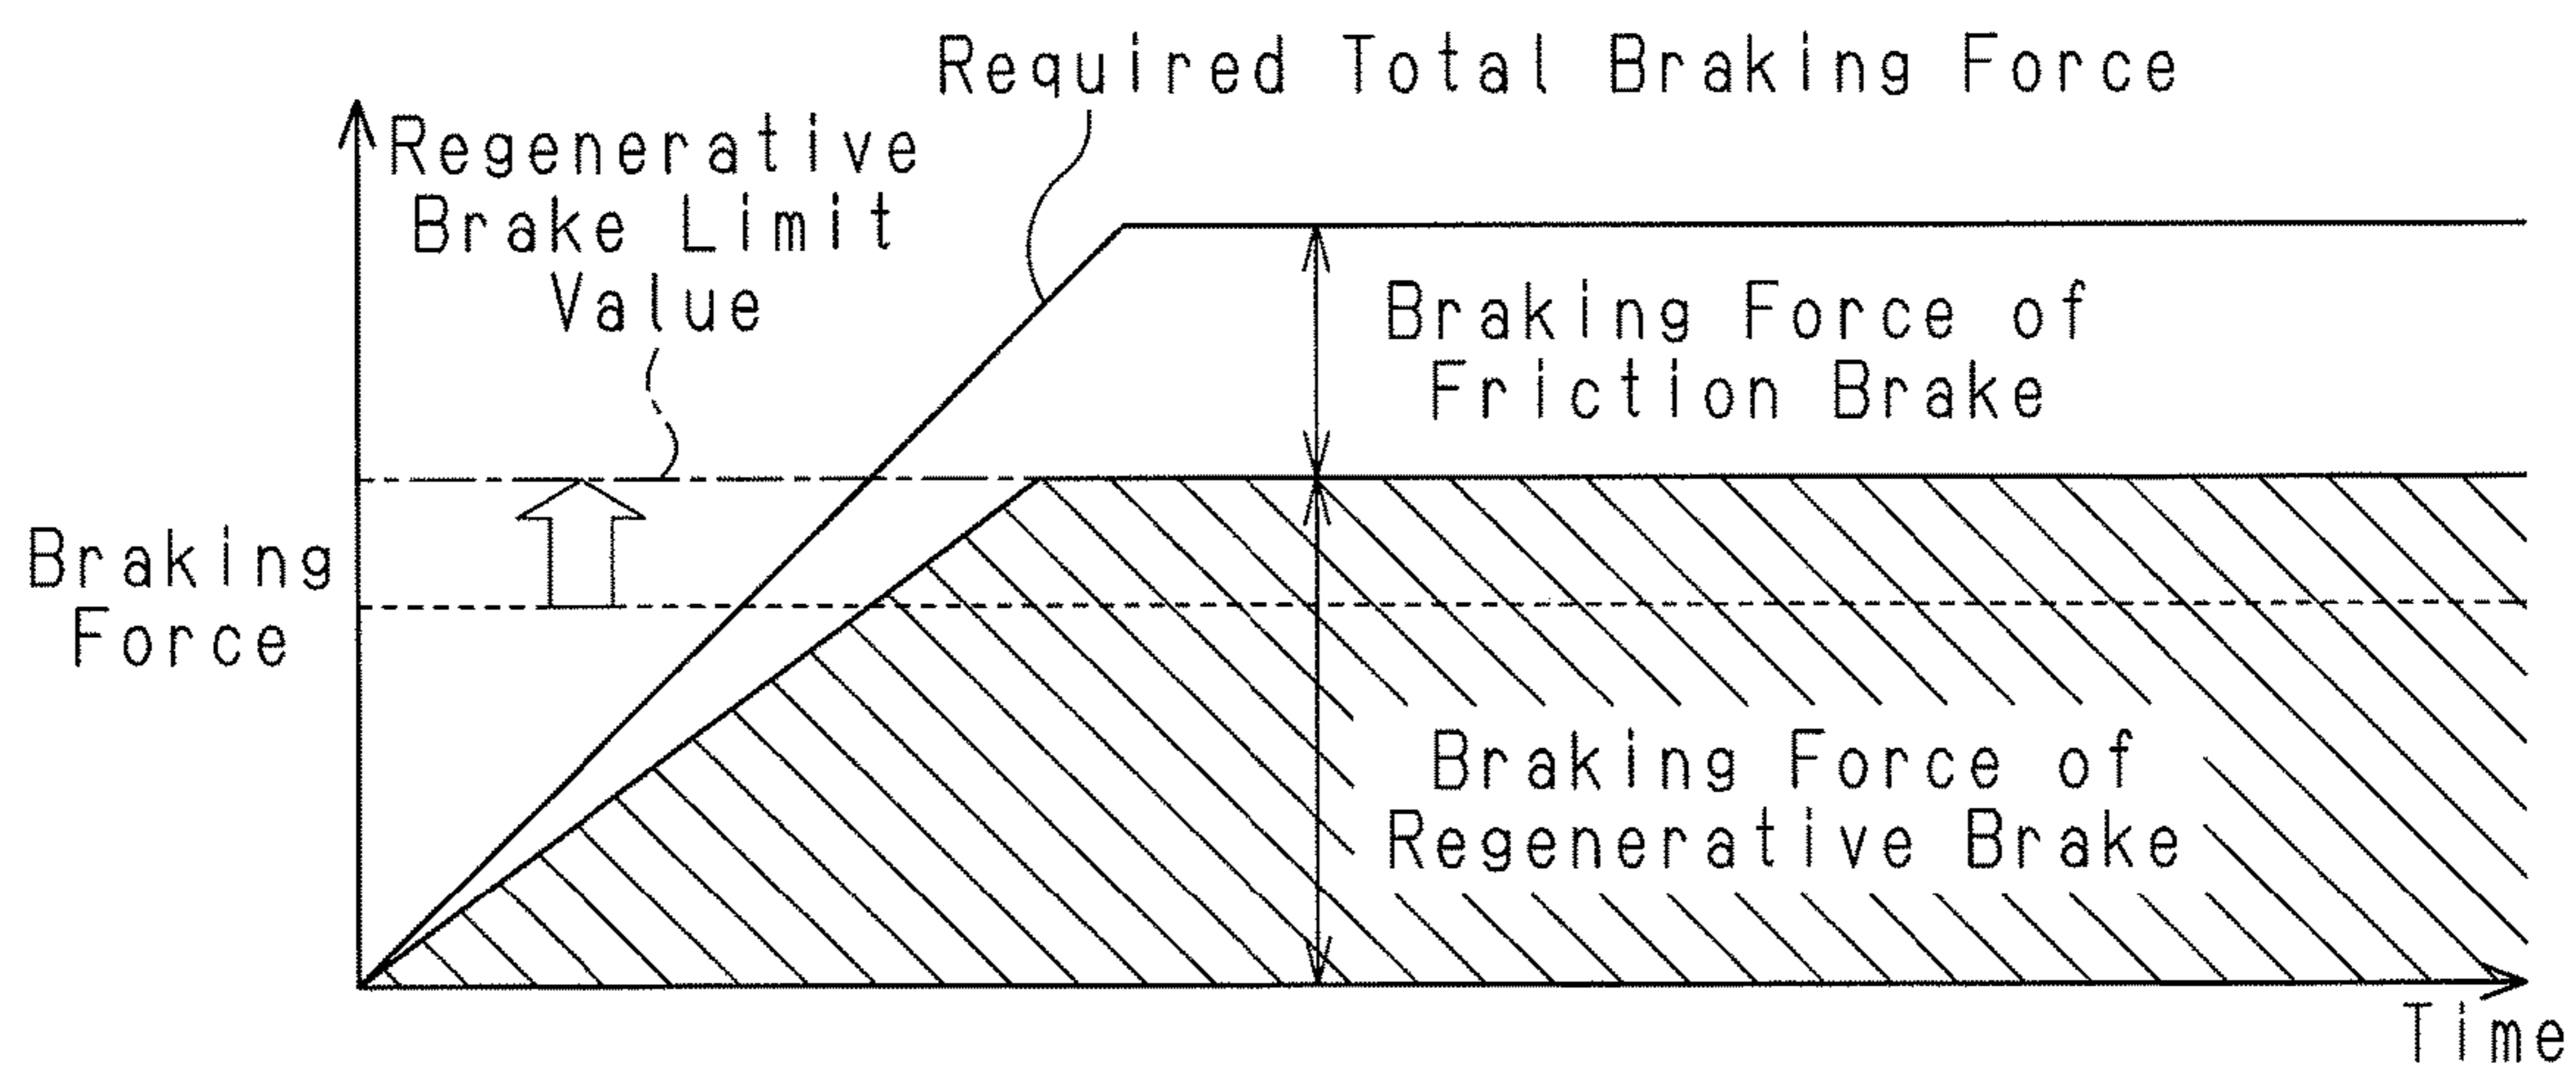 Required Total Braking Force
Regenerative
Brake Limit
Value
Braking Force of
Friction Brake
Braking
Force
Braking Force of
Regenerative Brake
Time